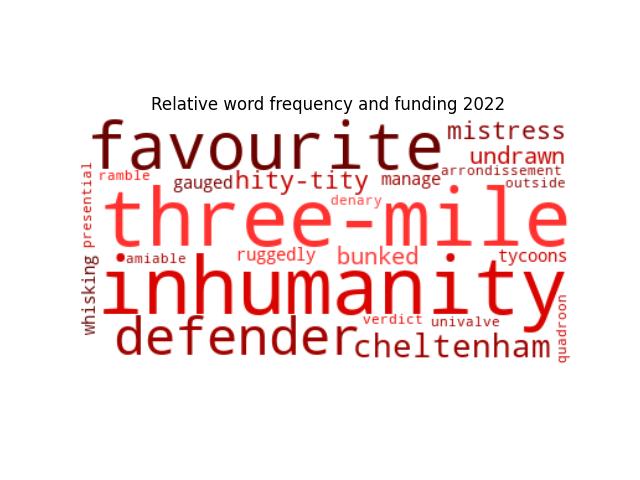 Relative word frequency and funding 2022
favourite
mistress
undrawn
arrondissement
ramble
gauged
hity-tity
manage
outside
presential
denary
three-mile
amiable
ruggedly
bunked
tycoons
whisking
inhumanity
verdict
univalve
quadroon
defender
cheltenham